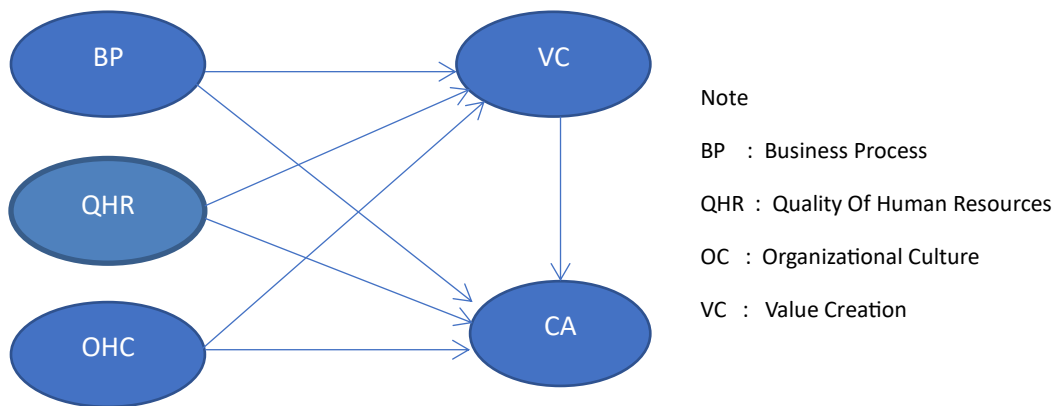 BP
VC
QHR
OHC
CA
Note
BP : Business Process
QHR : Quality Of Human Resources
OC : Organizational Culture
VC : Value Creation